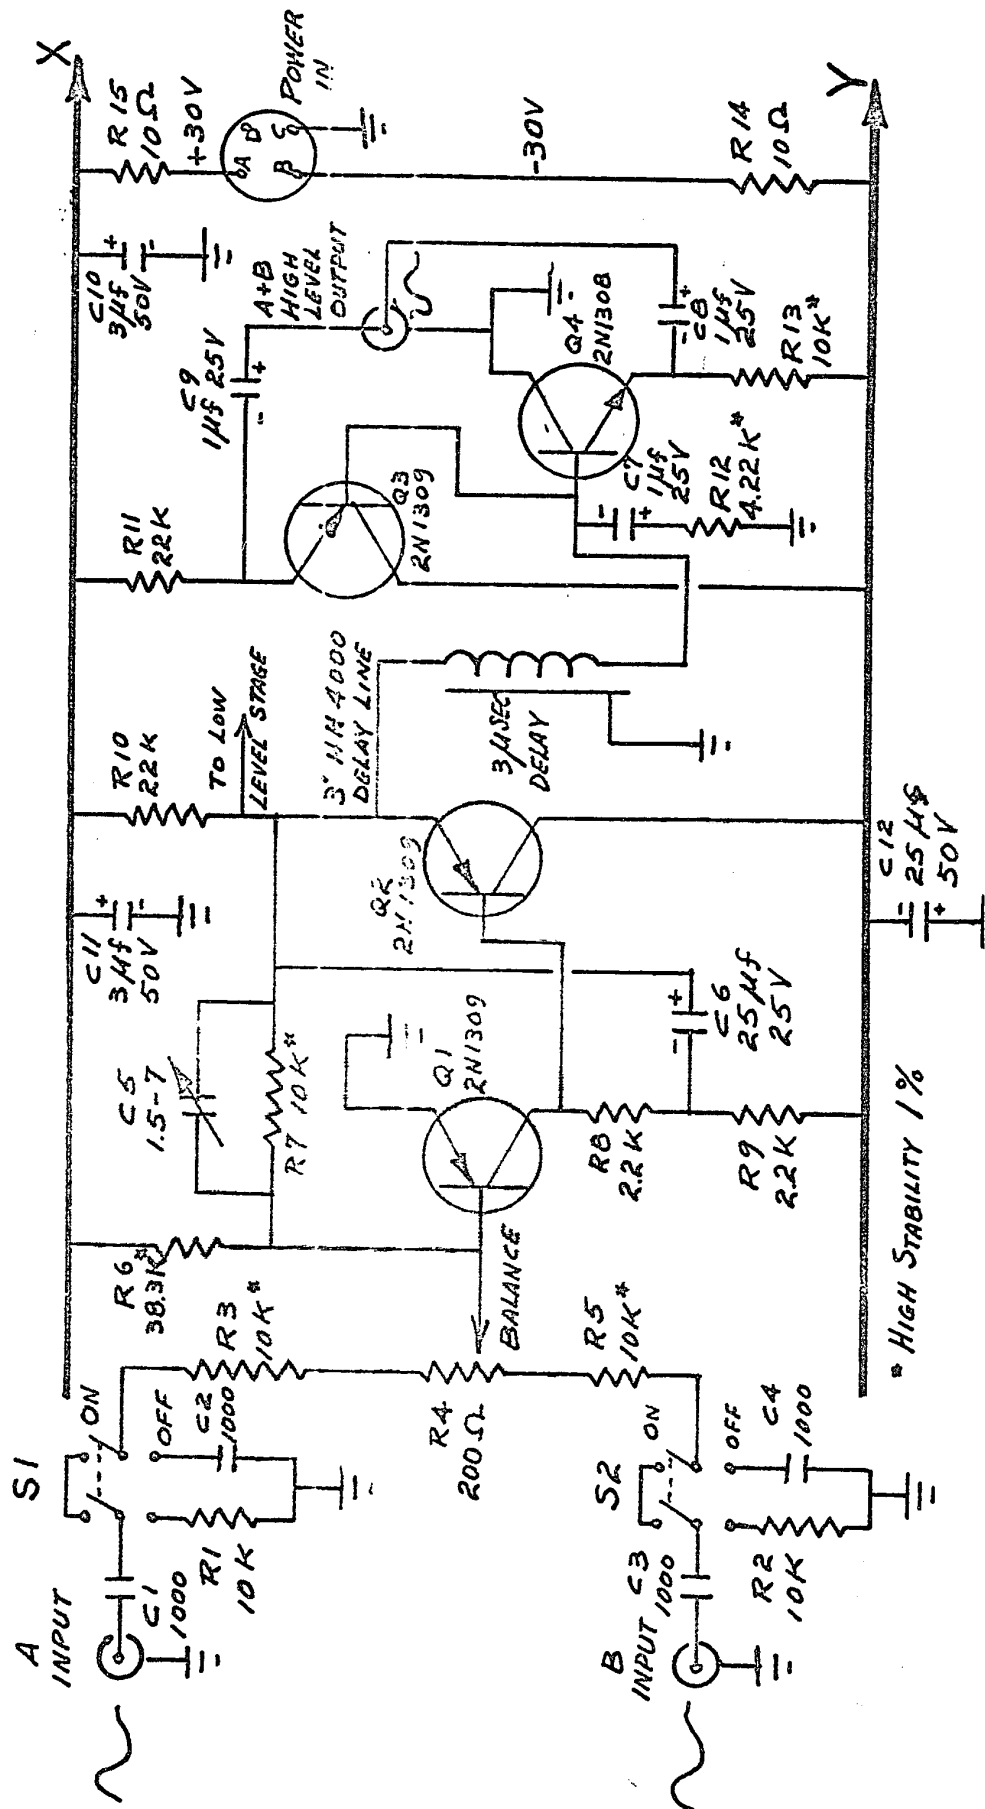 A
INPUT
C1
1000
S1
ON
OFF
R1
10K
C2
1000
R3
10K*
R4
200Ω
BALANCE
R5
10K*
B
INPUT
C3
1000
S2
ON
OFF
R2
10K
C4
1000
R6*
38.3K
C5
1.5-7
R7 10K*
Q1
2N1309
R8
2.2K
R9
22K
C6
25µf
25V
C11
3µf
50V
+
-
Q2
2N1309
R10
22K
TO LOW
LEVEL STAGE
DELAY LINE
3µSEC
DELAY
C12
25µf
50V
R11
22K
Q3
2N1309
C9
1µf 25V
A+B
HIGH
LEVEL
OUTPUT
C10
3µf
50V
Q4
2N1308
C7
1µf
25V
R12
4.22K*
C8
1µf
25V
R13
10K*
R15
10Ω
+30V
A
B
C
D
POWER
IN
-30V
R14
10Ω
X
Y
* HIGH STABILITY 1%